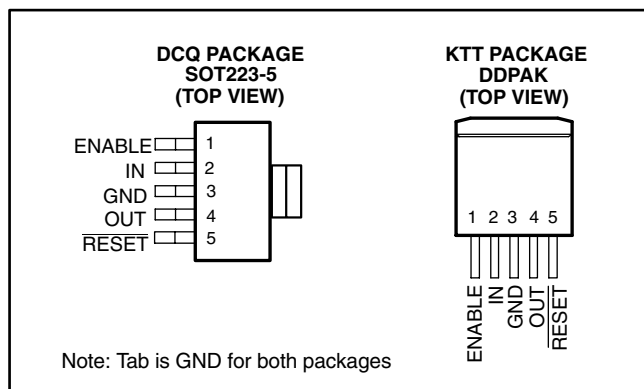 DCQ PACKAGE
SOT223-5
(TOP VIEW)
ENABLE 1
IN 2
GND 3
OUT 4
RESET 5
KTT PACKAGE
DDPAK
(TOP VIEW)
1 2 3 4 5
ENABLE
IN
GND
OUT
RESET
Note: Tab is GND for both packages